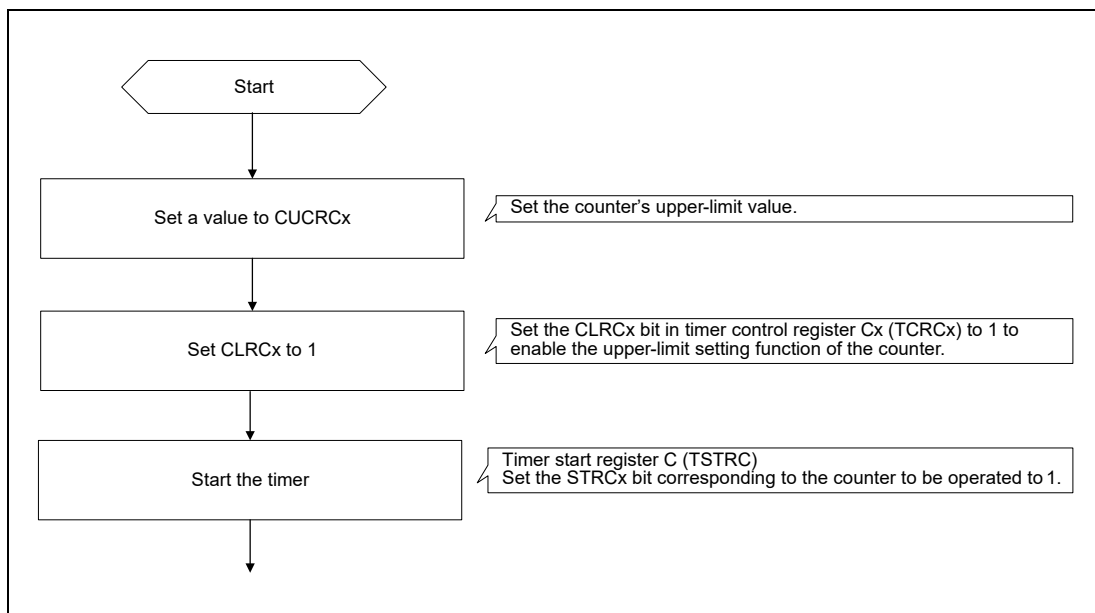 Start
Set a value to CUCRCx
Set the counter’s upper-limit value.
Set CLRCx to 1
Set the CLRCx bit in timer control register Cx (TCRCx) to 1 to
enable the upper-limit setting function of the counter.
Start the timer
Timer start register C (TSTRC)
Set the STRCx bit corresponding to the counter to be operated to 1.